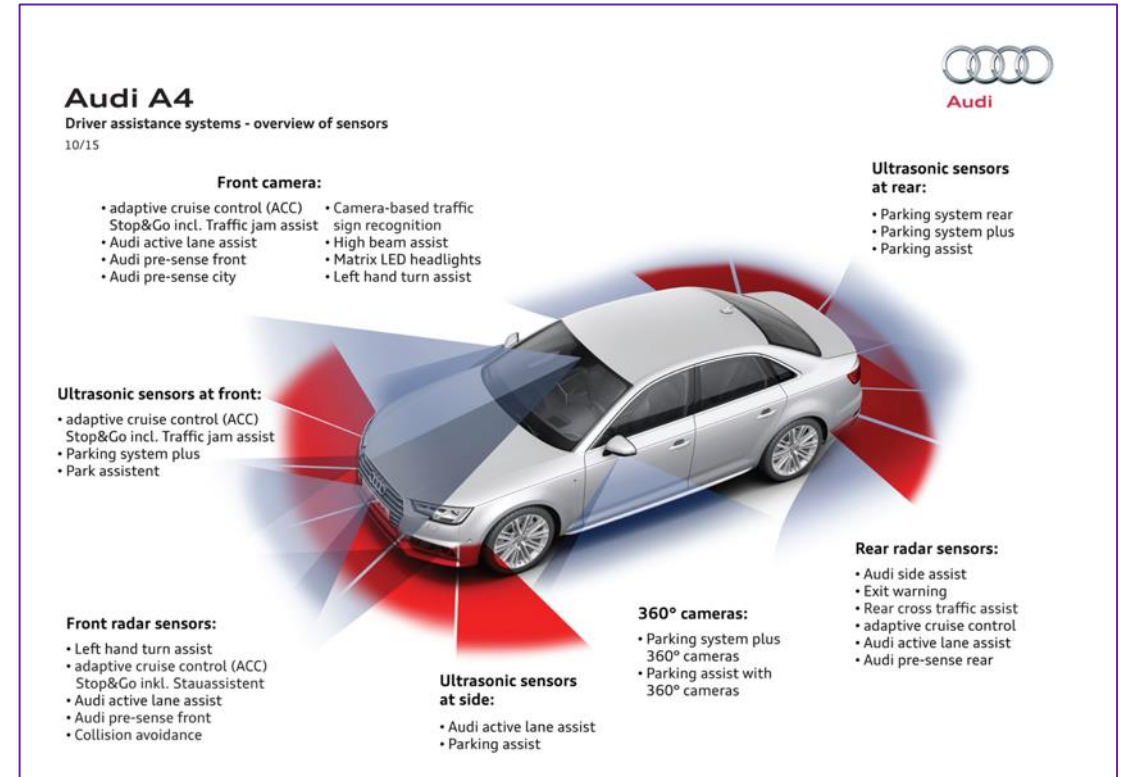 Audi
Audi A4
Driver assistance systems - overview of sensors
10/15
Front camera:
• adaptive cruise control (ACC)
Stop&Go incl. Traffic jam assist
• Audi active lane assist
• Audi pre-sense front
• Audi pre-sense city
• Camera-based traffic
sign recognition
• High beam assist
• Matrix LED headlights
• Left hand turn assist
Ultrasonic sensors
at rear:
• Parking system rear
• Parking system plus
• Parking assist
Ultrasonic sensors at front:
• adaptive cruise control (ACC)
Stop&Go incl. Traffic jam assist
• Parking system plus
• Park assistent
Rear radar sensors:
• Audi side assist
• Exit warning
• Rear cross traffic assist
• adaptive cruise control
• Audi active lane assist
• Audi pre-sense rear
360° cameras:
• Parking system plus
360° cameras
• Parking assist with
360° cameras
Front radar sensors:
• Left hand turn assist
• adaptive cruise control (ACC)
Stop&Go inkl. Stauassistent
• Audi active lane assist
• Audi pre-sense front
• Collision avoidance
Ultrasonic sensors
at side:
• Audi active lane assist
• Parking assist